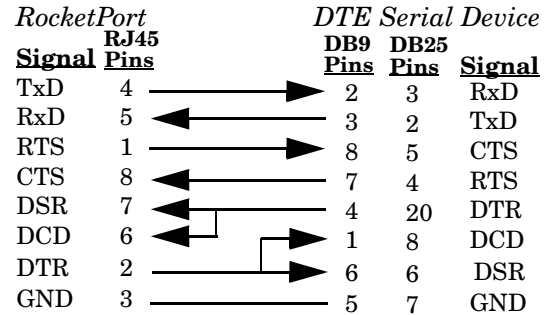 RocketPort DTE Serial Device
Signal RJ45 Pins DB9 Pins DB25 Pins Signal
TxD 4 2 3 RxD
RxD 5 3 2 TxD
RTS 1 8 5 CTS
CTS 8 7 4 RTS
DSR 7 4 20 DTR
DCD 6 1 8 DCD
DTR 2 6 6 DSR
GND 3 5 7 GND